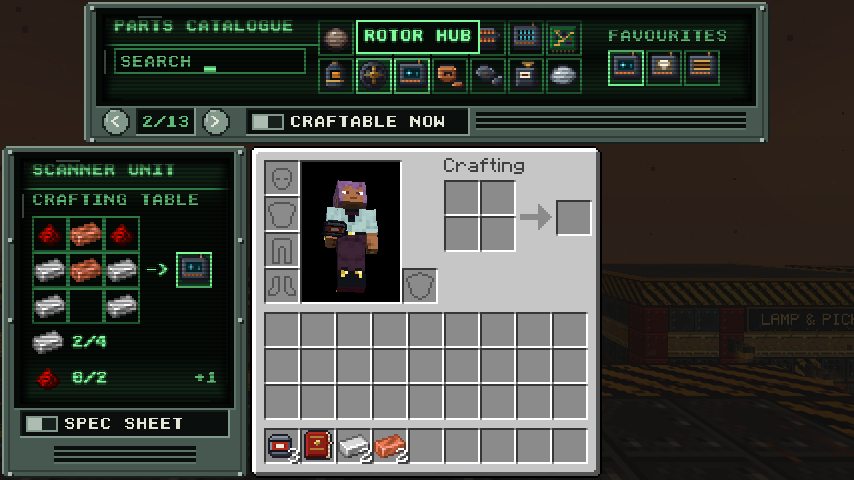 PARTS CATALOGUE
ROTOR HUB
FAVOURITES
SEARCH _
< 2/13 >
CRAFTABLE NOW
SCANNER UNIT
CRAFTING TABLE
2/4
0/2 +1
SPEC SHEET
Crafting
LAMP & PICK
3
2
2